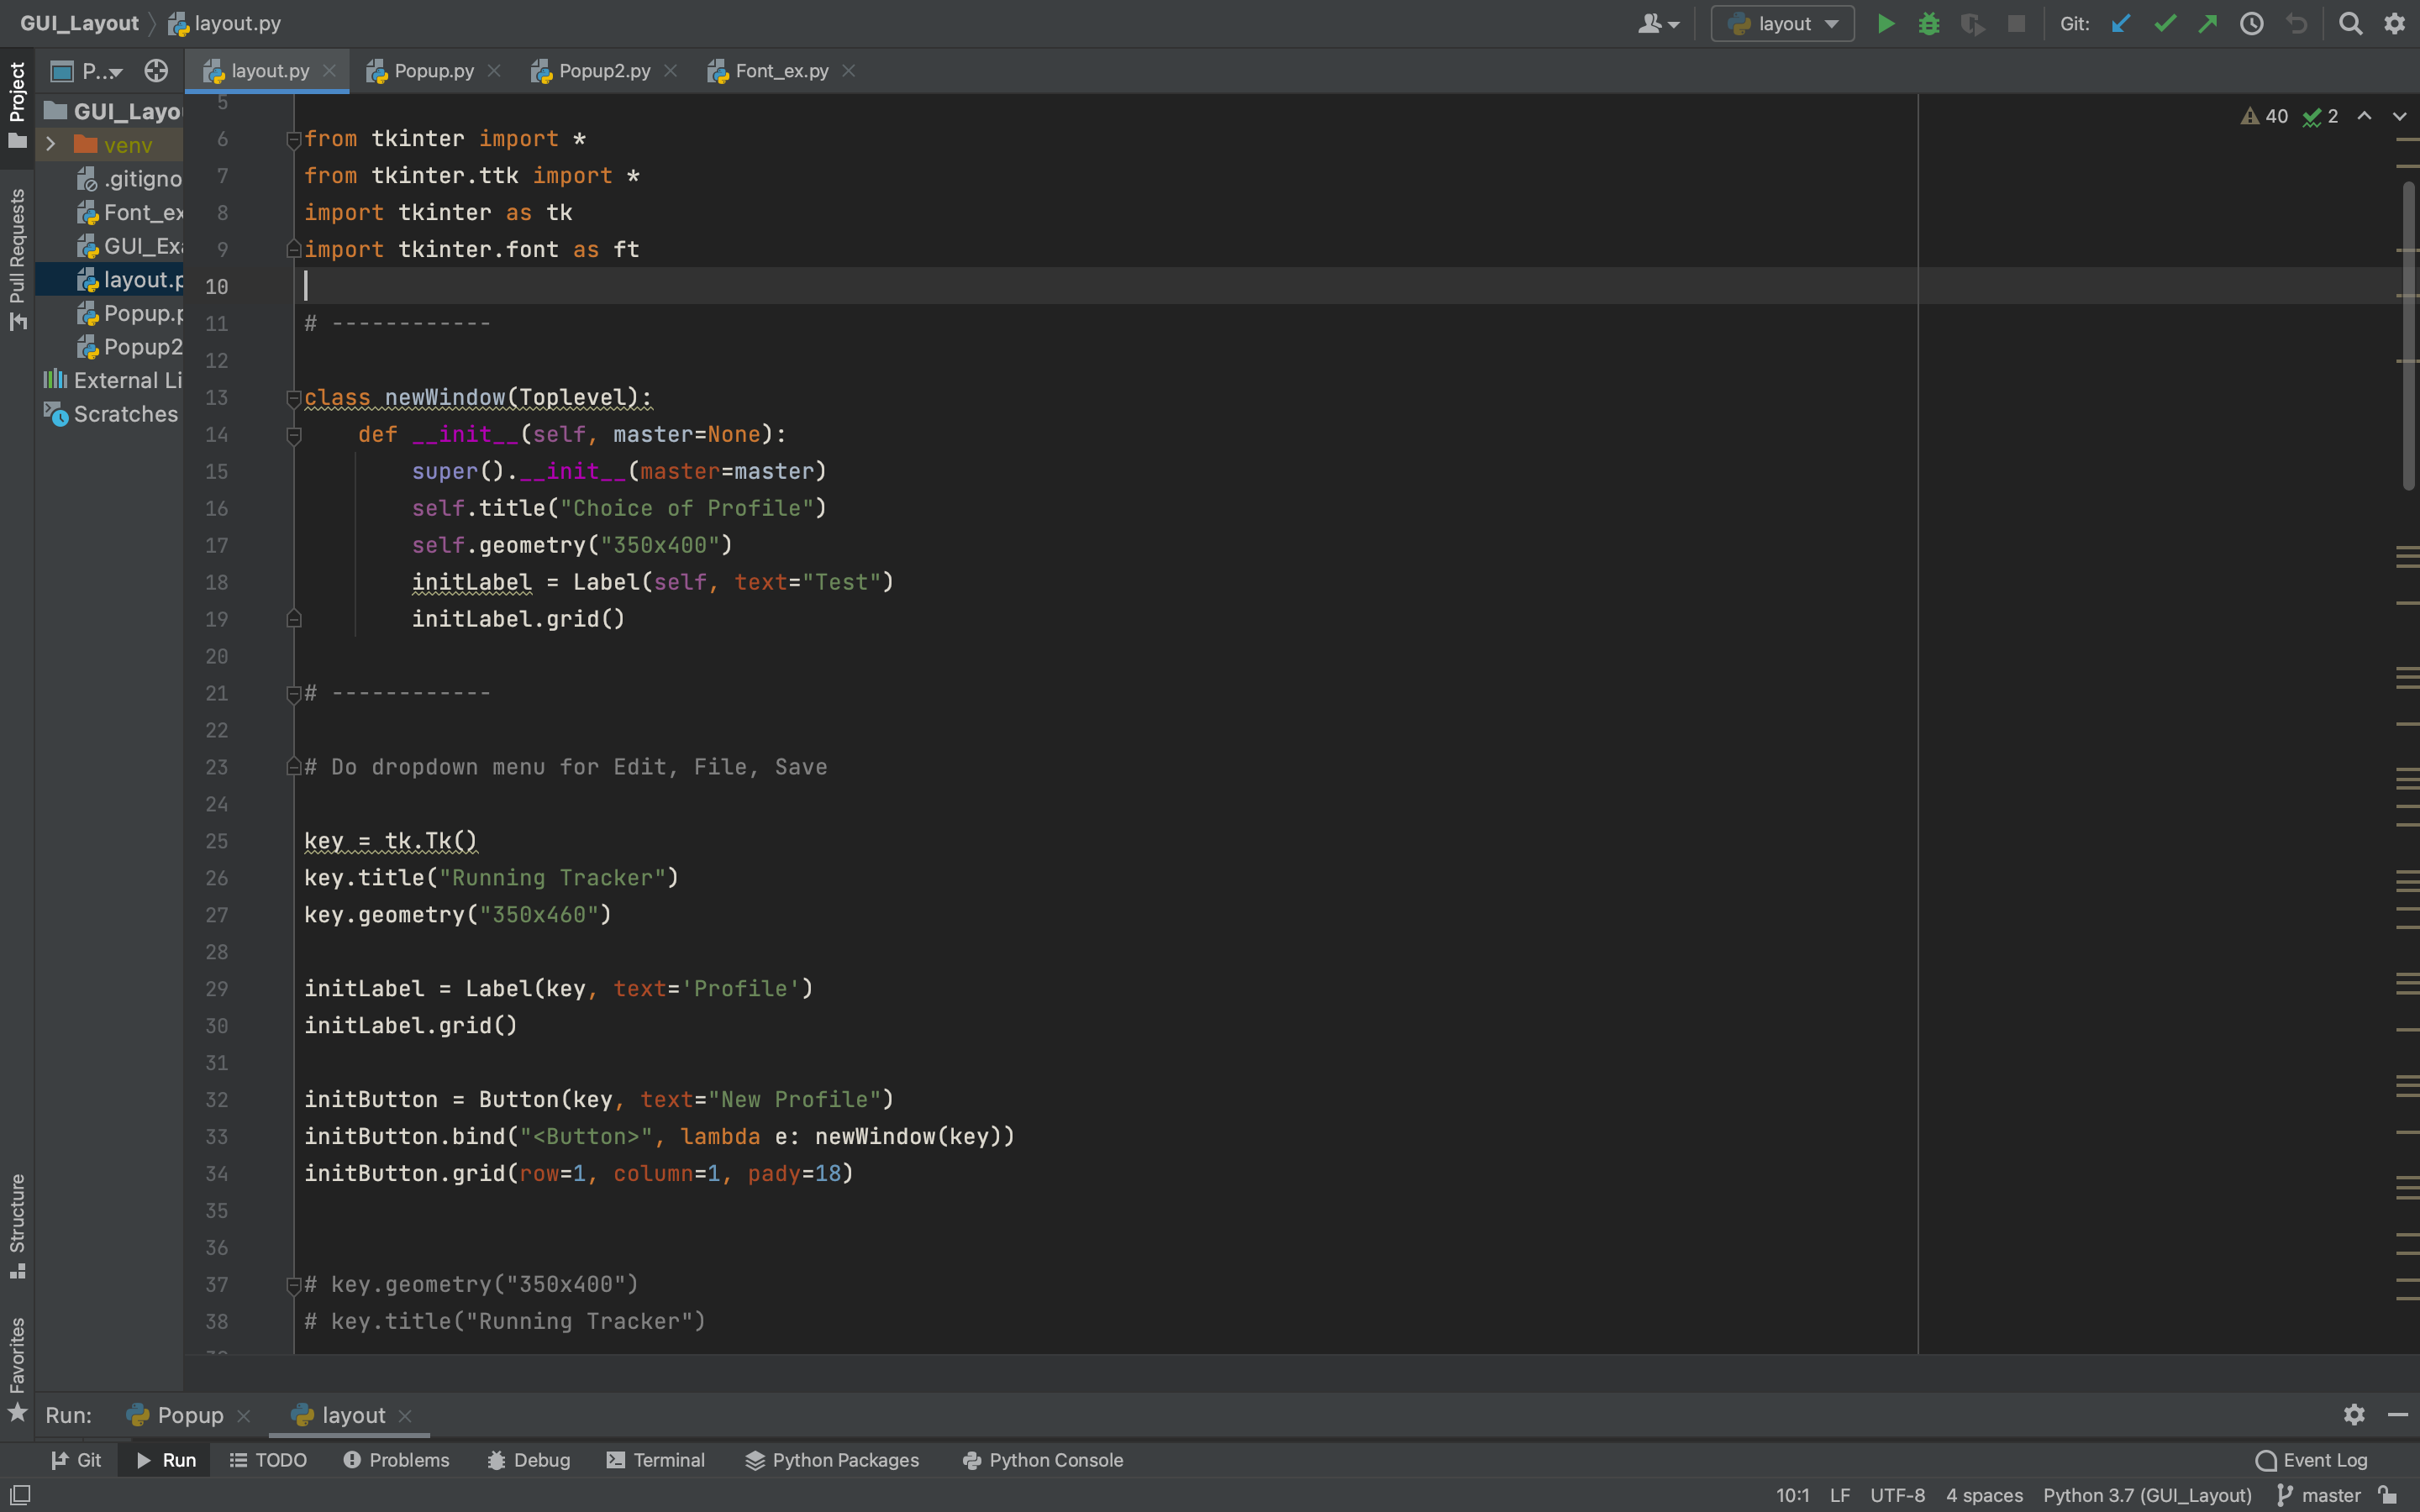 GUI_Layout layout.py
layout Git:
Project
P... layout.py Popup.py Popup2.py Font_ex.py
GUI_Layou
venv
.gitigno
Font_ex
GUI_Exa
layout.p
Popup.p
Popup2
External Li
Scratches
Pull Requests
40 2
5
6 from tkinter import *
7 from tkinter.ttk import *
8 import tkinter as tk
9 import tkinter.font as ft
10
11 # ------------
12
13 class newWindow(Toplevel):
14     def __init__(self, master=None):
15         super().__init__(master=master)
16         self.title("Choice of Profile")
17         self.geometry("350x400")
18         initLabel = Label(self, text="Test")
19         initLabel.grid()
20
21 # ------------
22
23 # Do dropdown menu for Edit, File, Save
24
25 key = tk.Tk()
26 key.title("Running Tracker")
27 key.geometry("350x460")
28
29 initLabel = Label(key, text='Profile')
30 initLabel.grid()
31
32 initButton = Button(key, text="New Profile")
33 initButton.bind("<Button>", lambda e: newWindow(key))
34 initButton.grid(row=1, column=1, pady=18)
35
36
37 # key.geometry("350x400")
38 # key.title("Running Tracker")
Structure
Favorites
Run: Popup layout
Git Run TODO Problems Debug Terminal Python Packages Python Console Event Log
10:1 LF UTF-8 4 spaces Python 3.7 (GUI_Layout) master